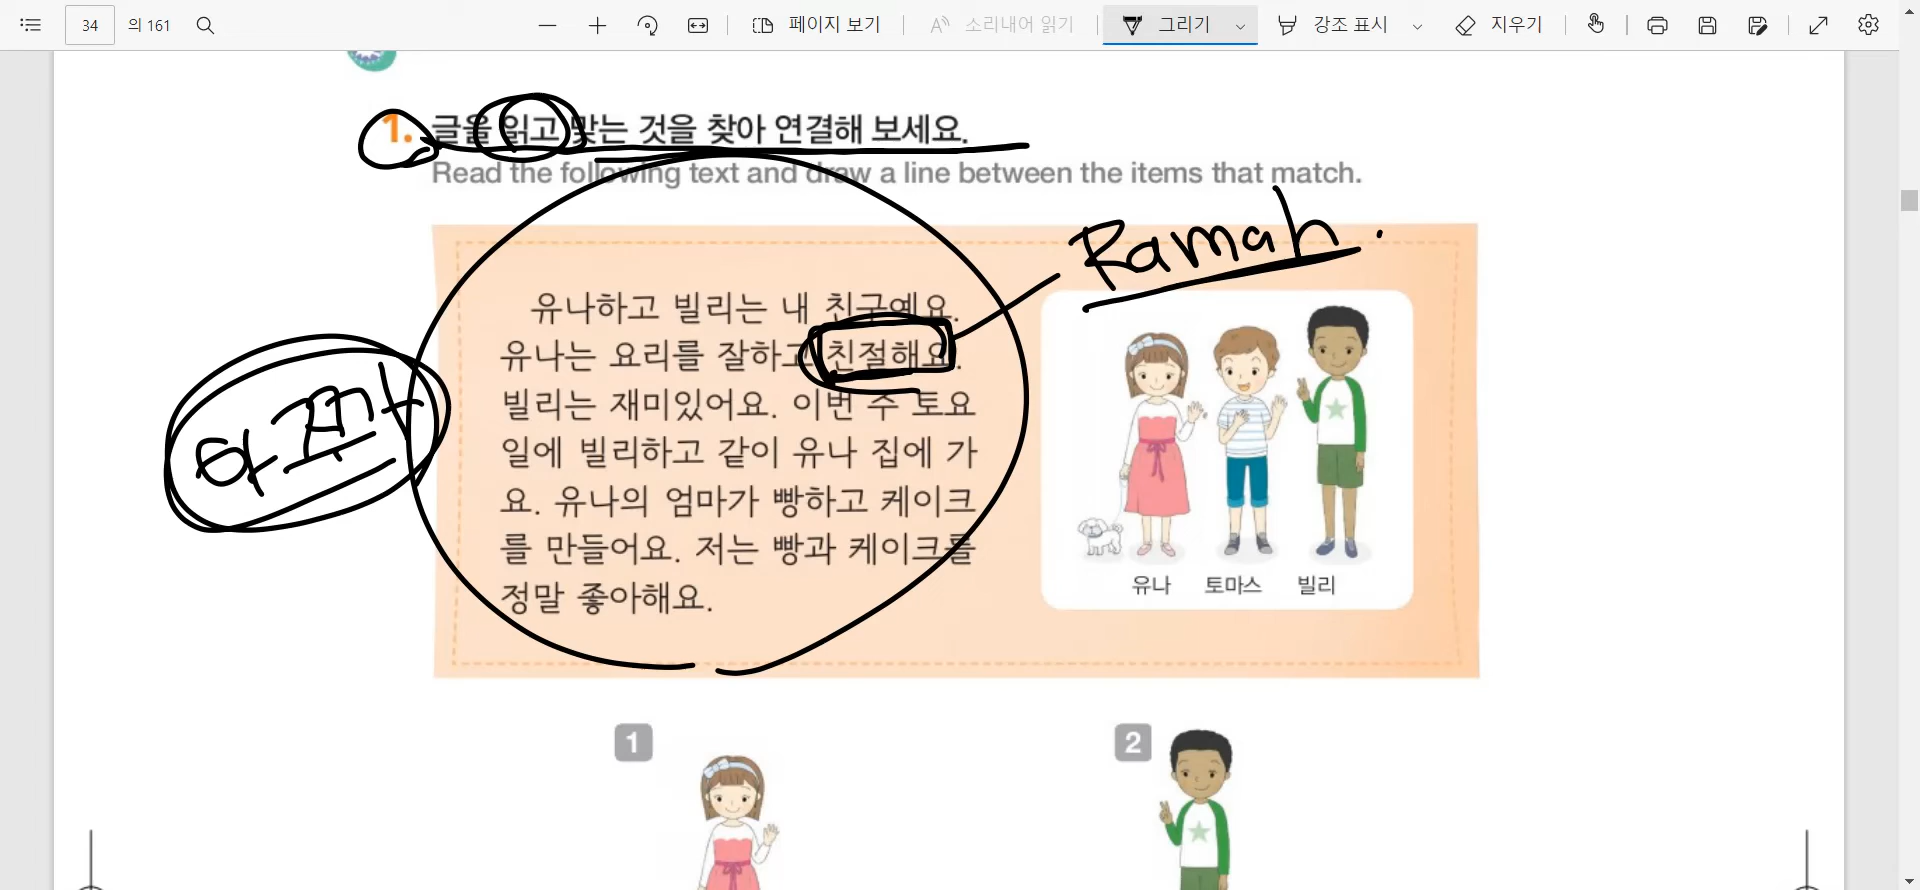 34 의 161 페이지 보기 소리내어 읽기 그리기 강조 표시 지우기
1. 글을 읽고 맞는 것을 찾아 연결해 보세요.
Read the following text and draw a line between the items that match.
Ramah.
유나하고 빌리는 내 친구예요.
유나는 요리를 잘하고 친절해요.
빌리는 재미있어요. 이번 주 토요
일에 빌리하고 같이 유나 집에 가
요. 유나의 엄마가 빵하고 케이크
를 만들어요. 저는 빵과 케이크를
정말 좋아해요.
유나 토마스 빌리
1 2